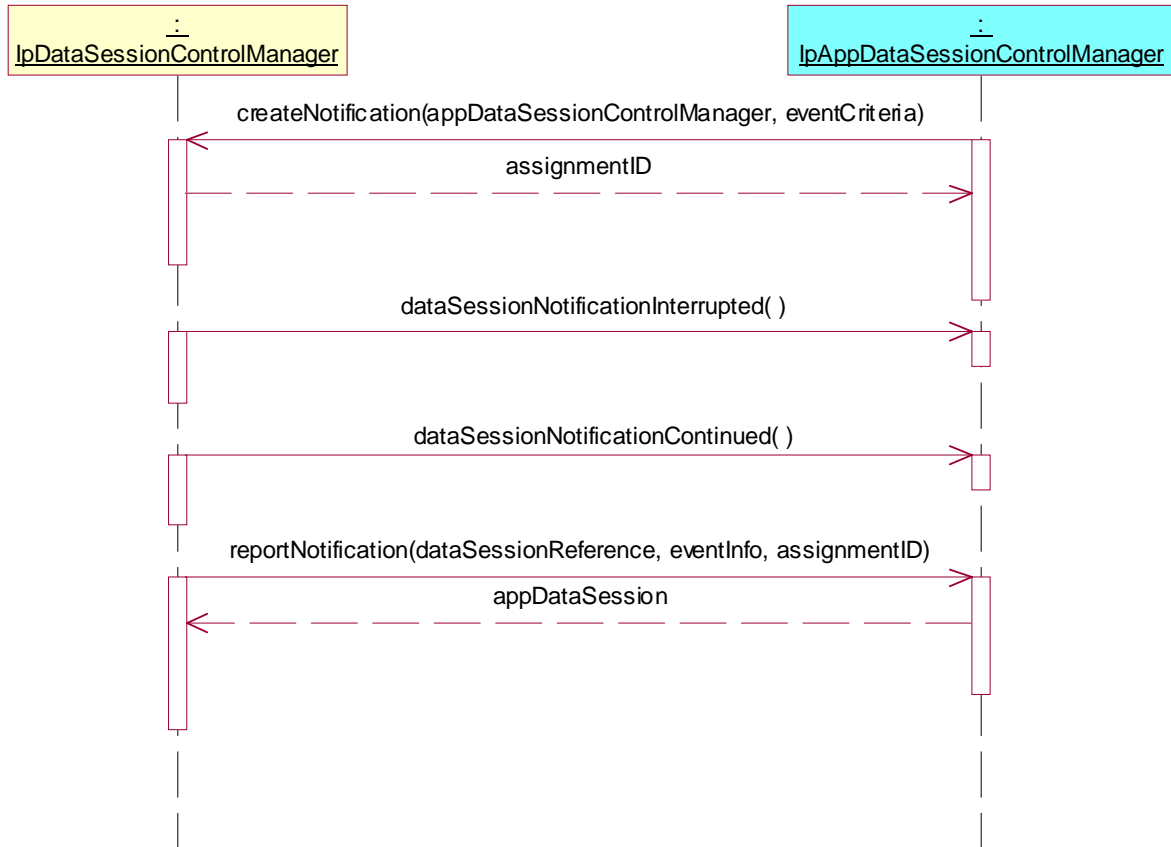 :
IpDataSessionControlManager
:
IpAppDataSessionControlManager
createNotification(appDataSessionControlManager, eventCriteria)
assignmentID
dataSessionNotificationInterrupted( )
dataSessionNotificationContinued( )
reportNotification(dataSessionReference, eventInfo, assignmentID)
appDataSession